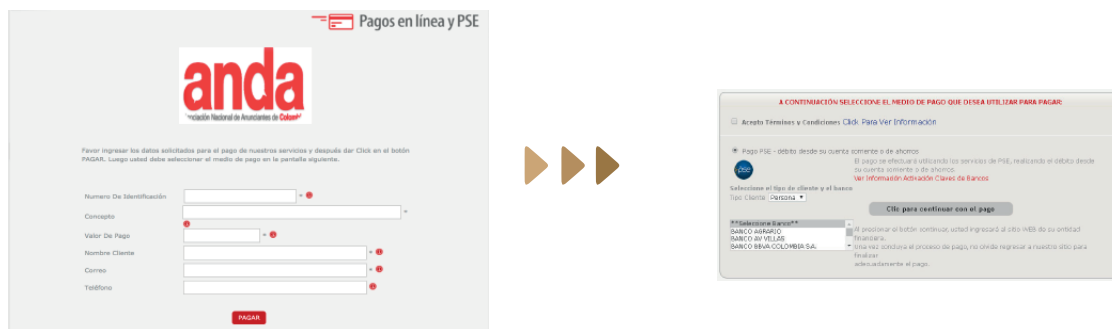 Pagos en línea y PSE
anda
Asociación Nacional de Anunciantes de Colombia
Favor ingresar los datos solicitados para el pago de nuestros servicios y después dar Click en el botón
PAGAR. Luego usted debe seleccionar el medio de pago en la pantalla siguiente.
Numero De Identificación
Concepto
Valor De Pago
Nombre Cliente
Correo
Teléfono
PAGAR
A CONTINUACIÓN SELECCIONE EL MEDIO DE PAGO QUE DESEA UTILIZAR PARA PAGAR:
Acepto Términos y Condiciones Click Para Ver Información
Pago PSE - débito desde su cuenta corriente o de ahorros
pse
El pago se efectuará utilizando los servicios de PSE, realizando el débito desde
su cuenta corriente o de ahorros.
Ver Información Activación Claves de Bancos
Seleccione el tipo de cliente y el banco
Tipo Cliente Persona
Clic para continuar con el pago
**Seleccione Banco**
BANCO AGRARIO
BANCO AV VILLAS
BANCO BBVA COLOMBIA S.A.
Al presionar el botón continuar, usted ingresará al sitio WEB de su entidad
financiera.
Una vez concluya el proceso de pago, no olvide regresar a nuestro sitio para
finalizar
adecuadamente el pago.